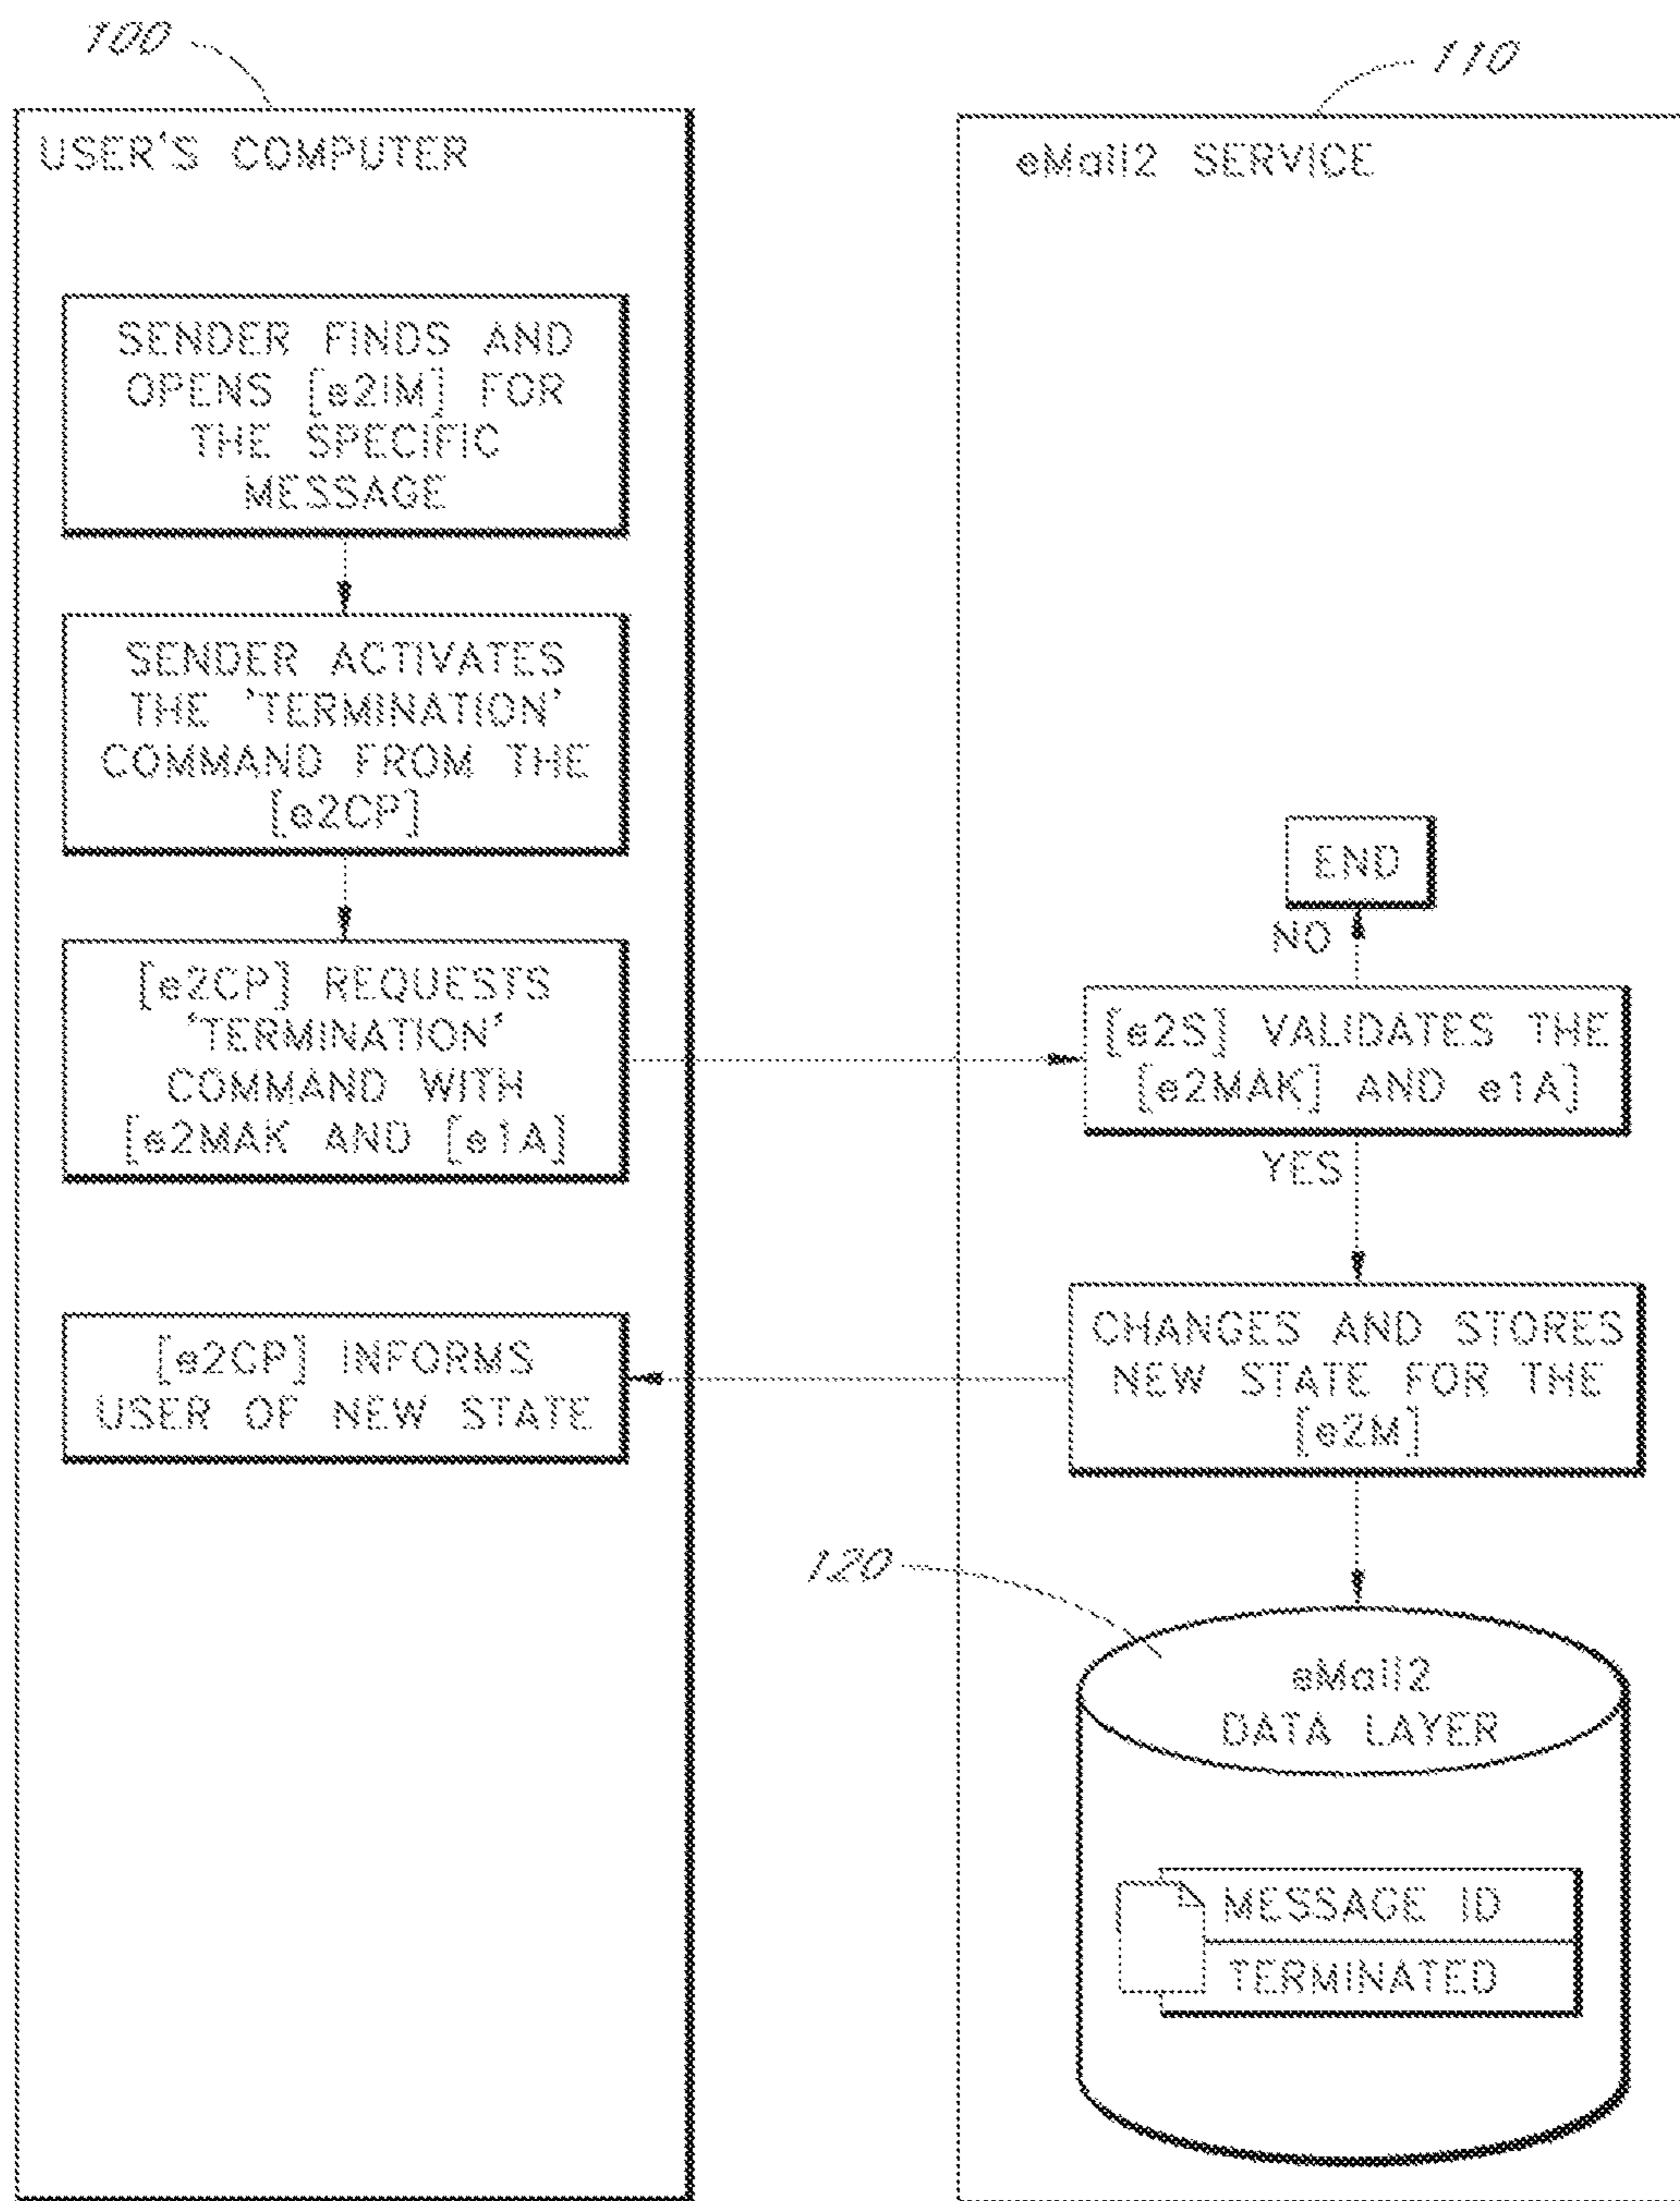 100
USER'S COMPUTER
SENDER FINDS AND
OPENS [e2IM] FOR
THE SPECIFIC
MESSAGE
SENDER ACTIVATES
THE 'TERMINATION'
COMMAND FROM THE
[e2CP]
[e2CP] REQUESTS
'TERMINATION'
COMMAND WITH
[e2MAK AND [e1A]
[e2CP] INFORMS
USER OF NEW STATE
110
eMail2 SERVICE
END
NO
[e2S] VALIDATES THE
[e2MAK] AND e1A]
YES
CHANGES AND STORES
NEW STATE FOR THE
[e2M]
120
eMail2
DATA LAYER
MESSAGE ID
TERMINATED